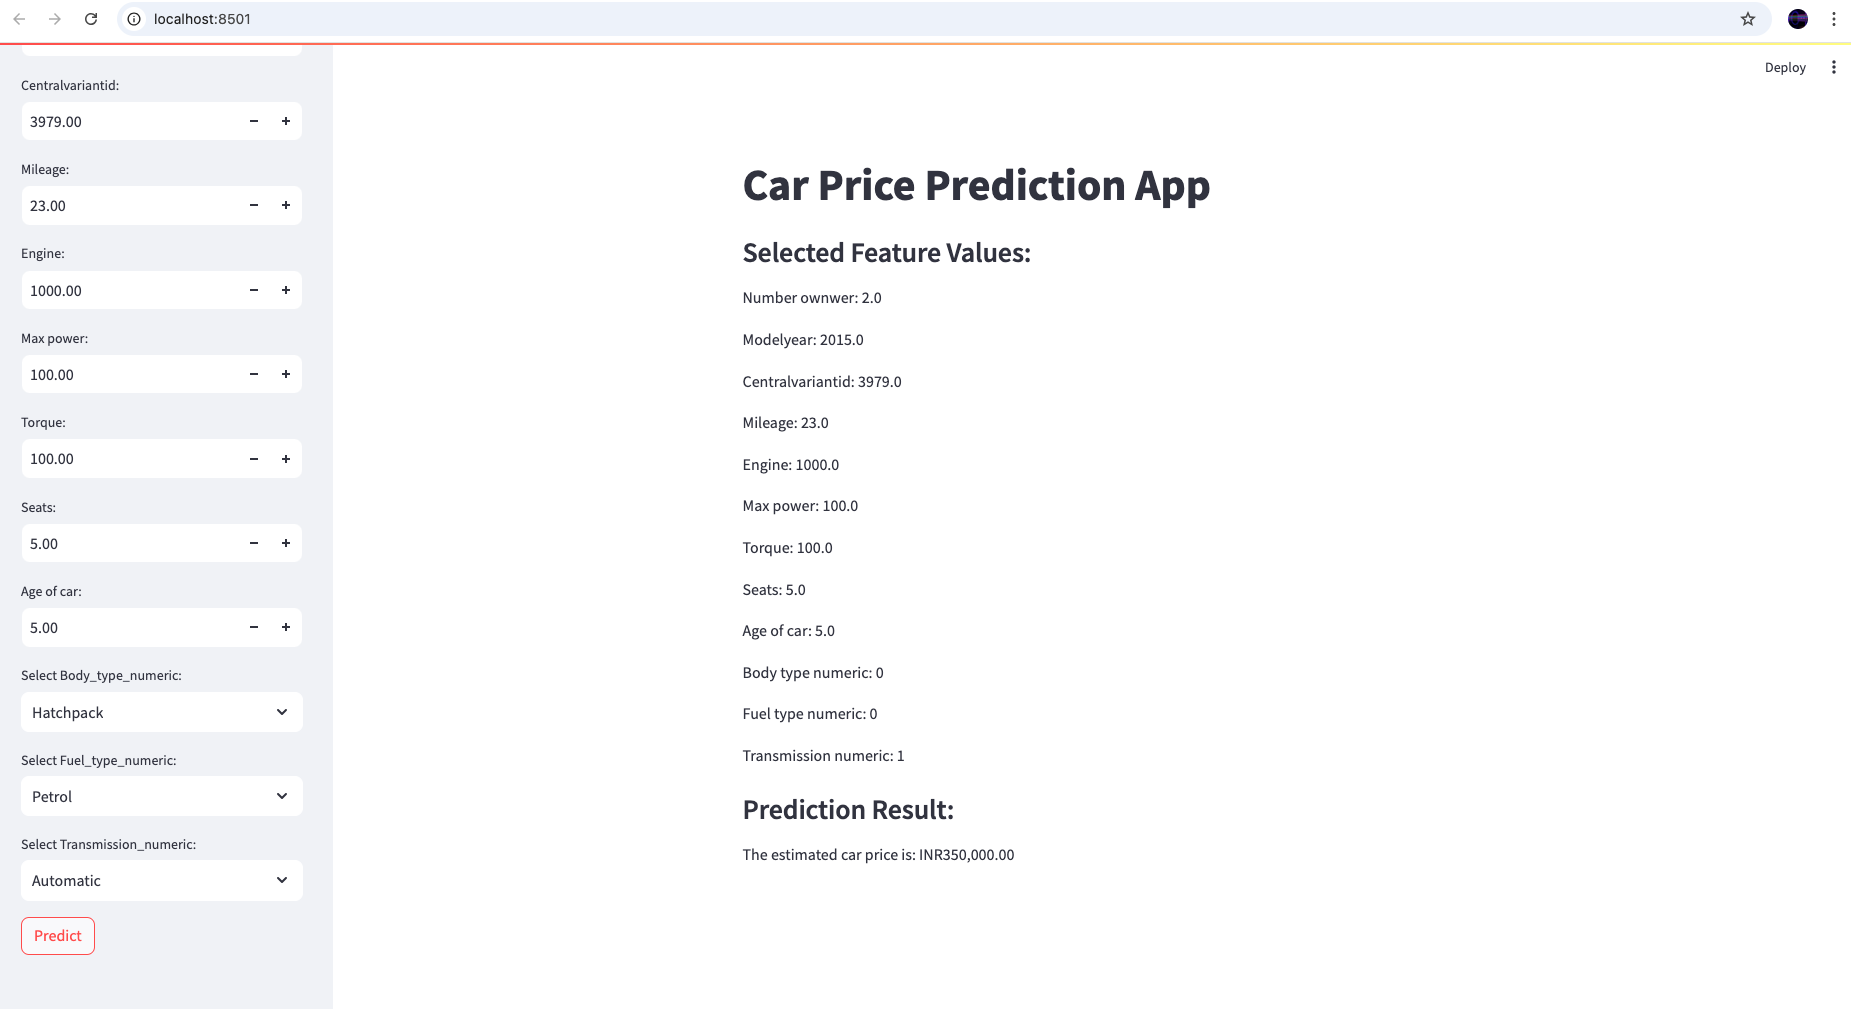 localhost:8501
Deploy
Centralvariantid:
3979.00
Mileage:
23.00
Engine:
1000.00
Max power:
100.00
Torque:
100.00
Seats:
5.00
Age of car:
5.00
Select Body_type_numeric:
Hatchpack
Select Fuel_type_numeric:
Petrol
Select Transmission_numeric:
Automatic
Predict
Car Price Prediction App
Selected Feature Values:
Number ownwer: 2.0
Modelyear: 2015.0
Centralvariantid: 3979.0
Mileage: 23.0
Engine: 1000.0
Max power: 100.0
Torque: 100.0
Seats: 5.0
Age of car: 5.0
Body type numeric: 0
Fuel type numeric: 0
Transmission numeric: 1
Prediction Result:
The estimated car price is: INR350,000.00